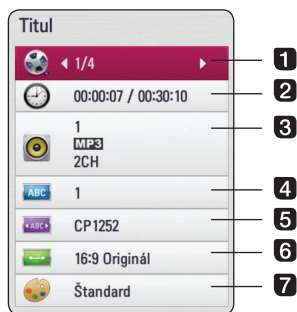 Titul
1/4 1
00:00:07 / 00:30:10 2
1 3
MP3
2CH
ABC 1 4
ABC CP1252 5
16:9 Originál 6
Štandard 7